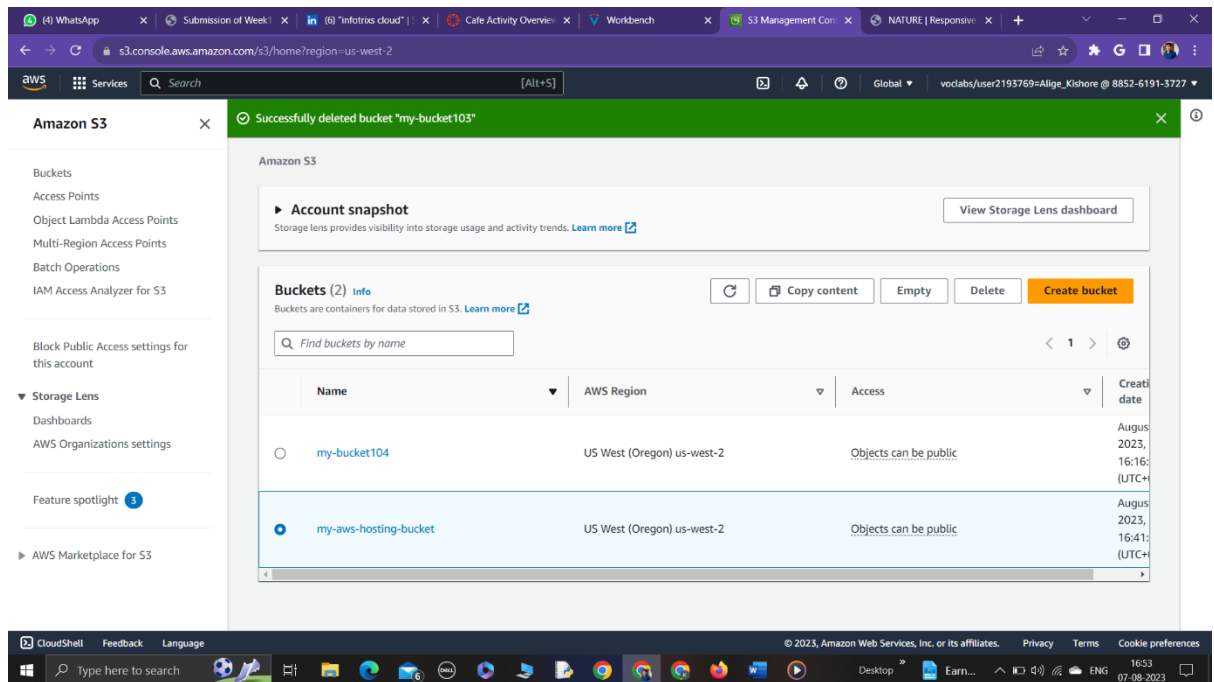 (4) WhatsApp
Submission of Week1
(6) "infotrixs cloud" | S
Cafe Activity Overview
Workbench
S3 Management Con
NATURE | Responsive
s3.console.aws.amazon.com/s3/home?region=us-west-2
aws
Services
Search
[Alt+S]
Global
voclabs/user2193769=Alige_Kishore @ 8852-6191-3727
Amazon S3
Successfully deleted bucket "my-bucket103"
Buckets
Access Points
Object Lambda Access Points
Multi-Region Access Points
Batch Operations
IAM Access Analyzer for S3
Block Public Access settings for
this account
Storage Lens
Dashboards
AWS Organizations settings
Feature spotlight 3
AWS Marketplace for S3
Amazon S3
Account snapshot
Storage lens provides visibility into storage usage and activity trends. Learn more
View Storage Lens dashboard
Buckets (2) Info
Buckets are containers for data stored in S3. Learn more
Copy content
Empty
Delete
Create bucket
Find buckets by name
1
Name
AWS Region
Access
Creati
date
my-bucket104
US West (Oregon) us-west-2
Objects can be public
Augus
2023,
16:16:
(UTC+
my-aws-hosting-bucket
US West (Oregon) us-west-2
Objects can be public
Augus
2023,
16:41:
(UTC+
CloudShell
Feedback
Language
© 2023, Amazon Web Services, Inc. or its affiliates.
Privacy
Terms
Cookie preferences
Type here to search
Desktop
Earn...
ENG
16:53
07-08-2023